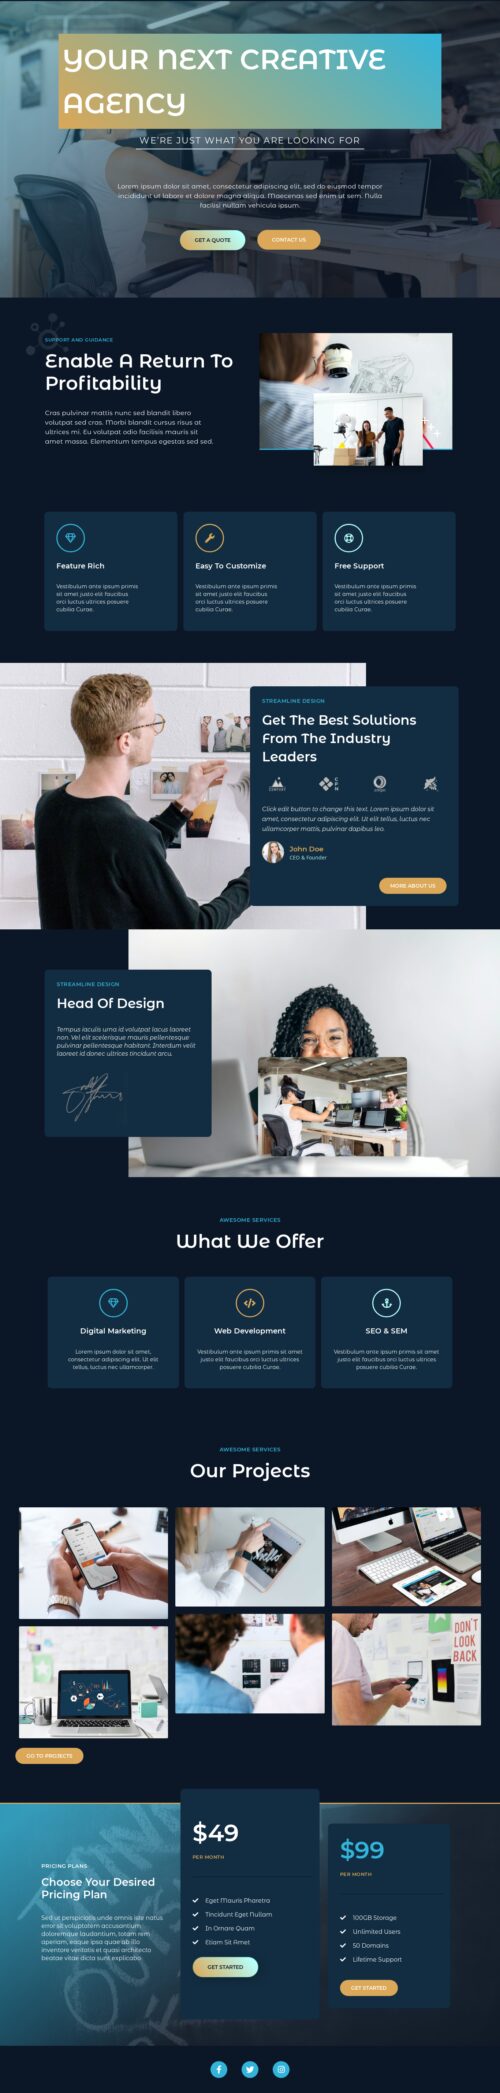 YOUR NEXT CREATIVE
AGENCY
WE'RE JUST WHAT YOU ARE LOOKING FOR
Lorem ipsum dolor sit amet, consectetur adipiscing elit, sed do eiusmod tempor
incididunt ut labore et dolore magna aliqua. Maecenas sed enim ut sem. Nulla
facilisi nullam vehicula ipsum.
GET A QUOTE
CONTACT US
SUPPORT AND GUIDANCE
Enable A Return To
Profitability
Cras pulvinar mattis nunc sed blandit libero
volutpat sed cras. Morbi blandit cursus risus at
ultrices mi. Eu volutpat odio facilisis mauris sit
amet massa. Elementum tempus egestas sed sed.
Feature Rich
Vestibulum ante ipsum primis
sit amet justo elit faucibus
orci luctus ultrices posuere
cubilia Curae.
Easy To Customize
Vestibulum ante ipsum primis
sit amet justo elit faucibus
orci luctus ultrices posuere
cubilia Curae.
Free Support
Vestibulum ante ipsum primis
sit amet justo elit faucibus
orci luctus ultrices posuere
cubilia Curae.
STREAMLINE DESIGN
Get The Best Solutions
From The Industry
Leaders
Click edit button to change this text. Lorem ipsum dolor sit
amet, consectetur adipiscing elit. Ut elit tellus, luctus nec
ullamcorper mattis, pulvinar dapibus leo.
John Doe
CEO & Founder
MORE ABOUT US
STREAMLINE DESIGN
Head Of Design
Tempus iaculis urna id volutpat lacus laoreet
non. Vel elit scelerisque mauris pellentesque
pulvinar pellentesque habitant. Interdum velit
laoreet id donec ultrices tincidunt arcu.
AWESOME SERVICES
What We Offer
Digital Marketing
Lorem ipsum dolor sit amet,
consectetur adipiscing elit. Ut elit
tellus, luctus nec ullamcorper.
Web Development
Vestibulum ante ipsum primis sit amet
justo elit faucibus orci luctus ultrices
posuere cubilia Curae.
SEO & SEM
Vestibulum ante ipsum primis sit amet
justo elit faucibus orci luctus ultrices
posuere cubilia Curae.
AWESOME SERVICES
Our Projects
Hello
DON'T
LOOK
BACK
GO TO PROJECTS
PRICING PLANS
Choose Your Desired
Pricing Plan
Sed ut perspiciatis unde omnis iste natus
error sit voluptatem accusantium
doloremque laudantium, totam rem
aperiam, eaque ipsa quae ab illo
inventore veritatis et quasi architecto
beatae vitae dicta sunt explicabo.
$49
PER MONTH
Eget Mauris Pharetra
Tincidunt Eget Nullam
In Ornare Quam
Etiam Sit Amet
GET STARTED
$99
PER MONTH
100GB Storage
Unlimited Users
50 Domains
Lifetime Support
GET STARTED